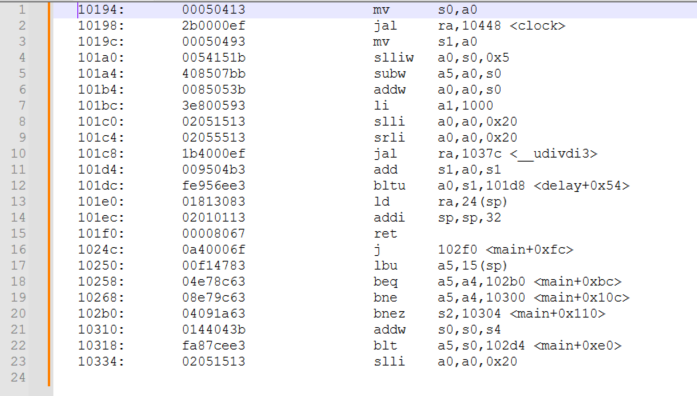 1 10194: 00050413 mv s0,a0
2 10198: 2b0000ef jal ra,10448 <clock>
3 1019c: 00050493 mv s1,a0
4 101a0: 0054151b slliw a0,s0,0x5
5 101a4: 408507bb subw a5,a0,s0
6 101b4: 0085053b addw a0,a0,s0
7 101bc: 3e800593 li a1,1000
8 101c0: 02051513 slli a0,a0,0x20
9 101c4: 02055513 srli a0,a0,0x20
10 101c8: 1b4000ef jal ra,1037c <__udivdi3>
11 101d4: 009504b3 add s1,a0,s1
12 101dc: fe956ee3 bltu a0,s1,101d8 <delay+0x54>
13 101e0: 01813083 ld ra,24(sp)
14 101ec: 02010113 addi sp,sp,32
15 101f0: 00008067 ret
16 1024c: 0a40006f j 102f0 <main+0xfc>
17 10250: 00f14783 lbu a5,15(sp)
18 10258: 04e78c63 beq a5,a4,102b0 <main+0xbc>
19 10268: 08e79c63 bne a5,a4,10300 <main+0x10c>
20 102b0: 04091a63 bnez s2,10304 <main+0x110>
21 10310: 0144043b addw s0,s0,s4
22 10318: fa87cee3 blt a5,s0,102d4 <main+0xe0>
23 10334: 02051513 slli a0,a0,0x20
24